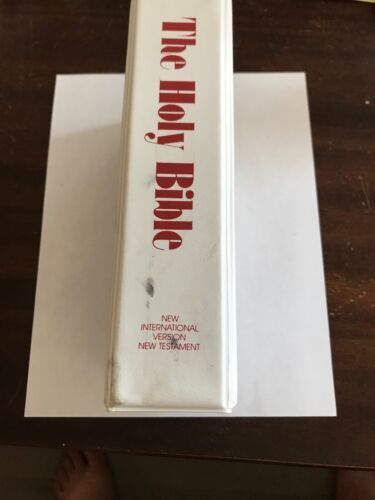 The Holy Bible
NEW
INTERNATIONAL
VERSION
NEW TESTAMENT